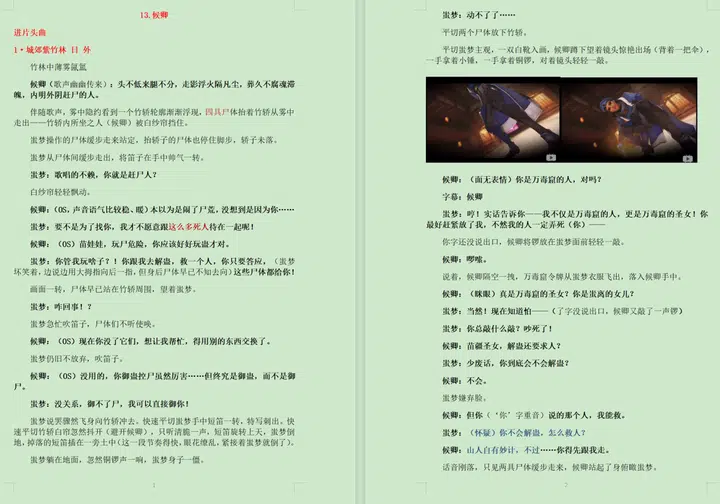 13.候卿
进片头曲
1·城郊紫竹林 日 外
竹林中薄雾氤氲
候卿（歌声幽幽传来）：头不低来腿不分，走影浮火隔凡尘，葬久不腐魂滞
魄，内明外阴赶尸的人。
伴随歌声，雾中隐约看到一个竹轿轮廓渐渐浮现，四具尸体抬着竹轿从雾中
走出——竹轿内所坐之人（候卿）被白纱帘挡住。
蚩梦操作的尸体缓步走来站定，抬轿子的尸体也停住脚步，轿子未落。
蚩梦从尸体间缓步走出，将笛子在手中帅气一转。
蚩梦：歌唱的不赖，你就是赶尸人？
白纱帘轻轻飘动。
候卿：（OS，声音语气比较稳、暖）本以为是闹了尸荒，没想到是因为你……
蚩梦：要不是为了找你，我才不愿意跟这么多死人待在一起呢！
候卿：（OS）苗娃娃，玩尸危险，你应该好好玩蛊才对。
蚩梦：你管我玩啥子？！你跟我去解蛊，救一个人，你只要答应，（蚩梦
坏笑着，边说边用大拇指向后一指，但身后尸体早已不知去向）这些尸体都给你！
画面一转，尸体早已站在竹轿周围，望着蚩梦。
蚩梦：咋回事！？
蚩梦急忙吹笛子，尸体们不听使唤。
候卿：（OS）现在你没了它们，想让我帮忙，得用别的东西交换了。
蚩梦仍旧不放弃，吹笛子。
候卿：（OS）没用的，你御蛊控尸虽然厉害……但终究是御蛊，而不是御
尸。
蚩梦：没关系，御不了尸，我可以直接御你！
蚩梦说罢骤然飞身向竹轿冲去。快速平切蚩梦手中短笛一转，特写刺出。快
速平切竹轿白帘忽然抖开（避开候卿），只听清脆一声，短笛旋转上天，蚩梦倒
地，掉落的短笛插在一旁土中（这一段节奏得快，眼花缭乱，紧接着蚩梦就倒了）。
蚩梦躺在地面，忽然铜锣声一响，蚩梦身子一僵。
1
蚩梦：动不了了……
平切两个尸体放下竹轿。
平切蚩梦主观，一双白靴入画，候卿蹲下望着镜头惊艳出场（背着一把伞），
一手拿着小锤、一手拿着铜锣，对着镜头轻轻一敲。
候卿：（面无表情）你是万毒窟的人，对吗？
字幕：候卿
蚩梦：哼！实话告诉你——我不仅是万毒窟的人，更是万毒窟的圣女！你
最好赶紧放了我，不然我的人一定弄死（你）——
你字还没说出口，候卿将锣放在蚩梦面前轻轻一敲。
候卿：啰嗦。
说着，候卿隔空一拽，万毒窟令牌从蚩梦衣服飞出，落入候卿手中。
候卿：（眯眼）真是万毒窟的圣女？你是蚩离的女儿？
蚩梦：当然！现在知道怕——（了字没说出口，候卿又敲了一声锣）
蚩梦：你总敲什么敲？吵死了！
候卿：苗疆圣女，解蛊还要求人？
蚩梦：少废话，你到底会不会解蛊？
候卿：不会。
蚩梦嫌弃脸。
候卿：但你（‘你’字重音）说的那个人，我能救。
蚩梦：（怀疑）你不会解蛊，怎么救人？
候卿：山人自有妙计，不过……你得先跟我走。
话音刚落，只见两具尸体缓步走来，候卿站起了身俯瞰蚩梦。
2